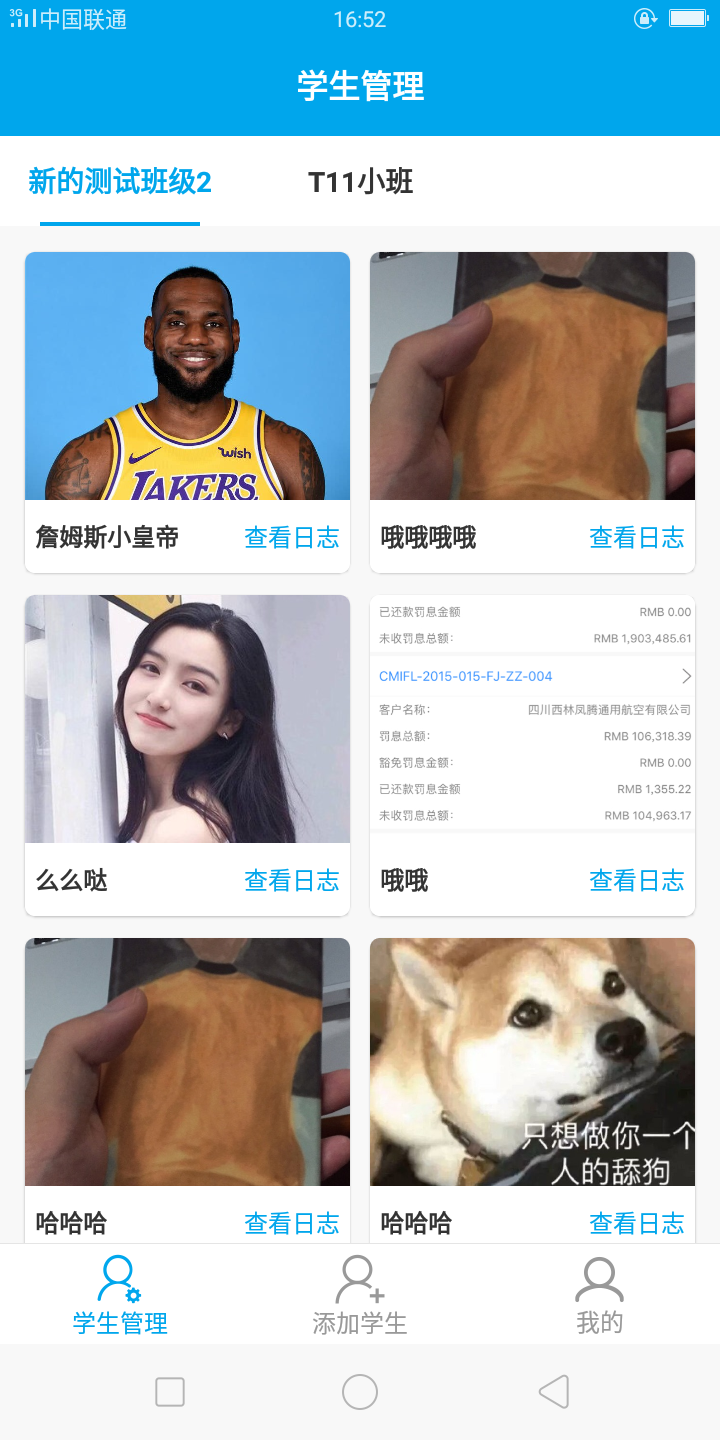 3G 中国联通 16:52
学生管理
新的测试班级2 T11小班
wish
LAKERS
詹姆斯小皇帝 查看日志
哦哦哦哦 查看日志
已还款罚息金额 RMB 0.00
未收罚息总额: RMB 1,903,485.61
CMIFL-2015-015-FJ-ZZ-004
客户名称: 四川西林凤腾通用航空有限公司
罚息总额: RMB 106,318.39
豁免罚息金额: RMB 0.00
已还款罚息金额 RMB 1,355.22
未收罚息总额: RMB 104,963.17
么么哒 查看日志
哦哦 查看日志
只想做你一个
人的舔狗
哈哈哈 查看日志
哈哈哈 查看日志
学生管理 添加学生 我的